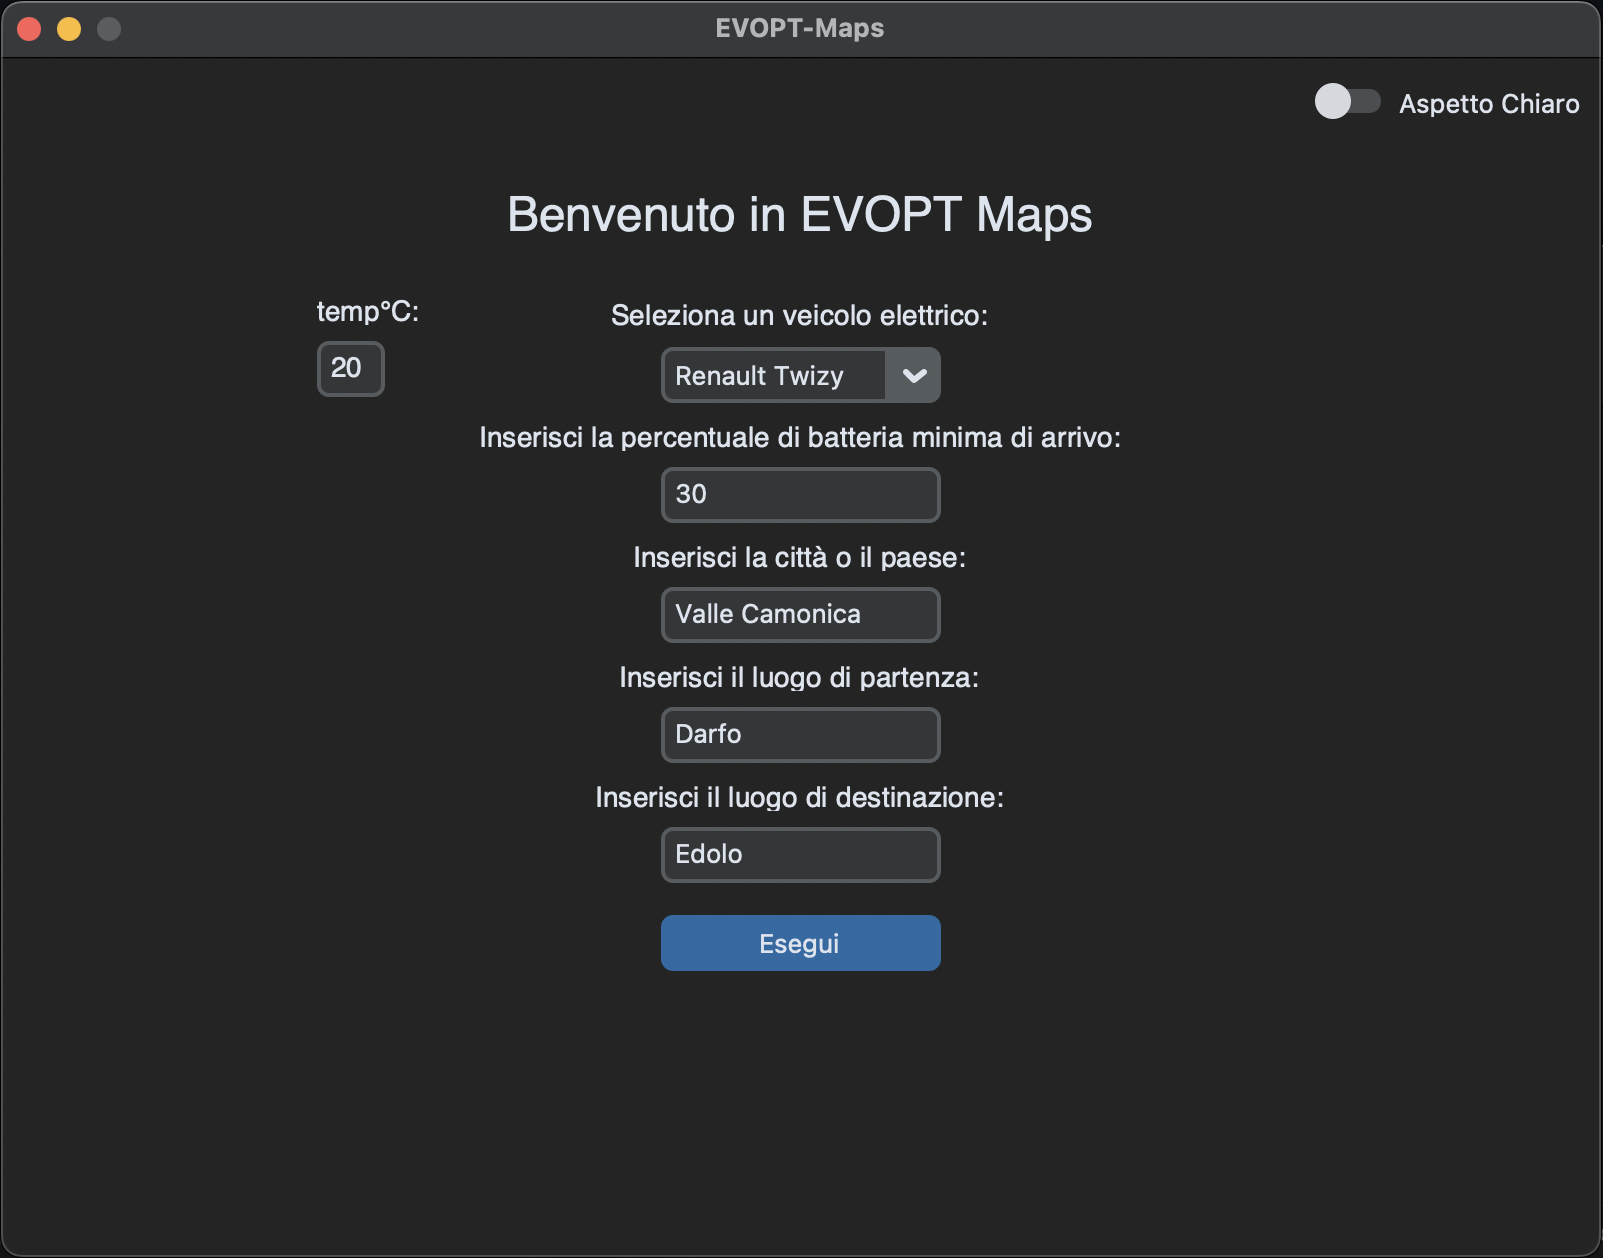 EVOPT-Maps
Aspetto Chiaro
Benvenuto in EVOPT Maps
temp°C:
20
Seleziona un veicolo elettrico:
Renault Twizy
Inserisci la percentuale di batteria minima di arrivo:
30
Inserisci la città o il paese:
Valle Camonica
Inserisci il luogo di partenza:
Darfo
Inserisci il luogo di destinazione:
Edolo
Esegui